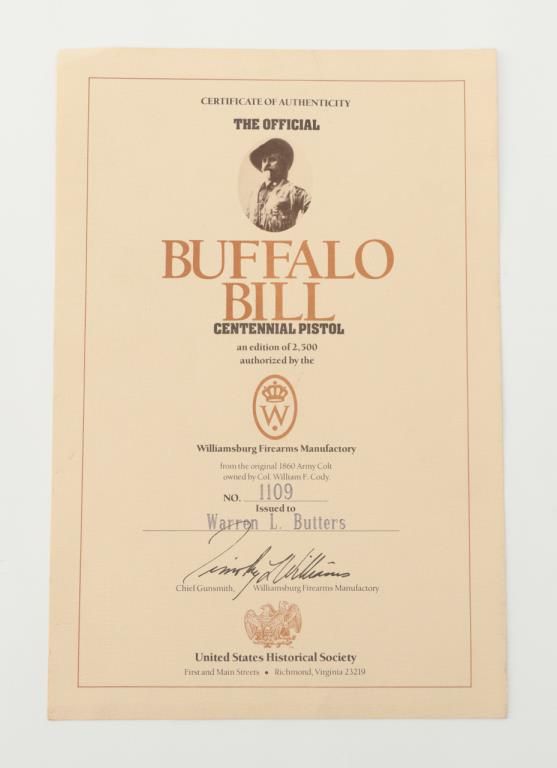 CERTIFICATE OF AUTHENTICITY
THE OFFICIAL
BUFFALO
BILL
CENTENNIAL PISTOL
an edition of 2,500
authorized by the
W
Williamsburg Firearms Manufactory
from the original 1860 Army Colt
owned by Col. William F. Cody.
NO. 1109
Issued to
Warren L. Butters
Timothy L Williams
Chief Gunsmith, Williamsburg Firearms Manufactory
United States Historical Society
First and Main Streets • Richmond, Virginia 23219